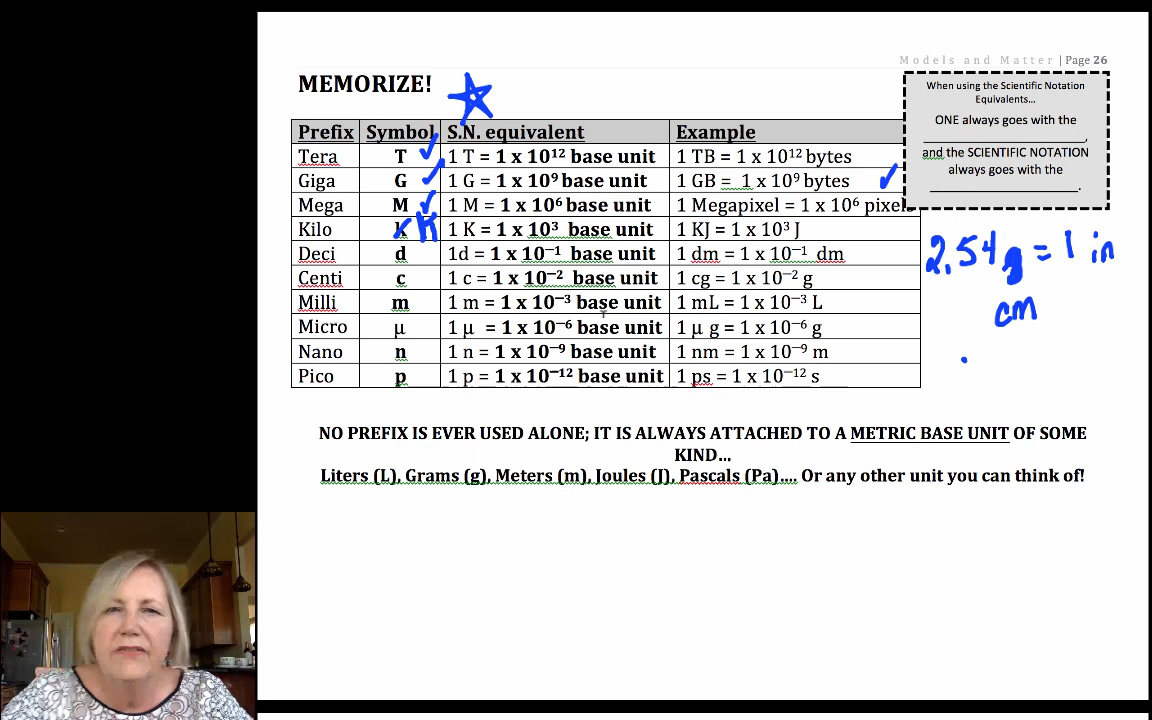 Models and Matter | Page 26
MEMORIZE!
When using the Scientific Notation
Equivalents…
ONE always goes with the
____________________________,
and the SCIENTIFIC NOTATION
always goes with the
__________________________.
Prefix Symbol S.N. equivalent Example
Tera T 1 T = 1 x 10¹² base unit 1 TB = 1 x 10¹² bytes
Giga G 1 G = 1 x 10⁹ base unit 1 GB = 1 x 10⁹ bytes
Mega M 1 M = 1 x 10⁶ base unit 1 Megapixel = 1 x 10⁶ pixels
Kilo k K 1 K = 1 x 10³ base unit 1 KJ = 1 x 10³ J
Deci d 1d = 1 x 10⁻¹ base unit 1 dm = 1 x 10⁻¹ dm
Centi c 1 c = 1 x 10⁻² base unit 1 cg = 1 x 10⁻² g
Milli m 1 m = 1 x 10⁻³ base unit 1 mL = 1 x 10⁻³ L
Micro μ 1 μ = 1 x 10⁻⁶ base unit 1 μ g = 1 x 10⁻⁶ g
Nano n 1 n = 1 x 10⁻⁹ base unit 1 nm = 1 x 10⁻⁹ m
Pico p 1 p = 1 x 10⁻¹² base unit 1 ps = 1 x 10⁻¹² s
2.54 g = 1 in
cm
NO PREFIX IS EVER USED ALONE; IT IS ALWAYS ATTACHED TO A METRIC BASE UNIT OF SOME
KIND…
Liters (L), Grams (g), Meters (m), Joules (J), Pascals (Pa)…. Or any other unit you can think of!